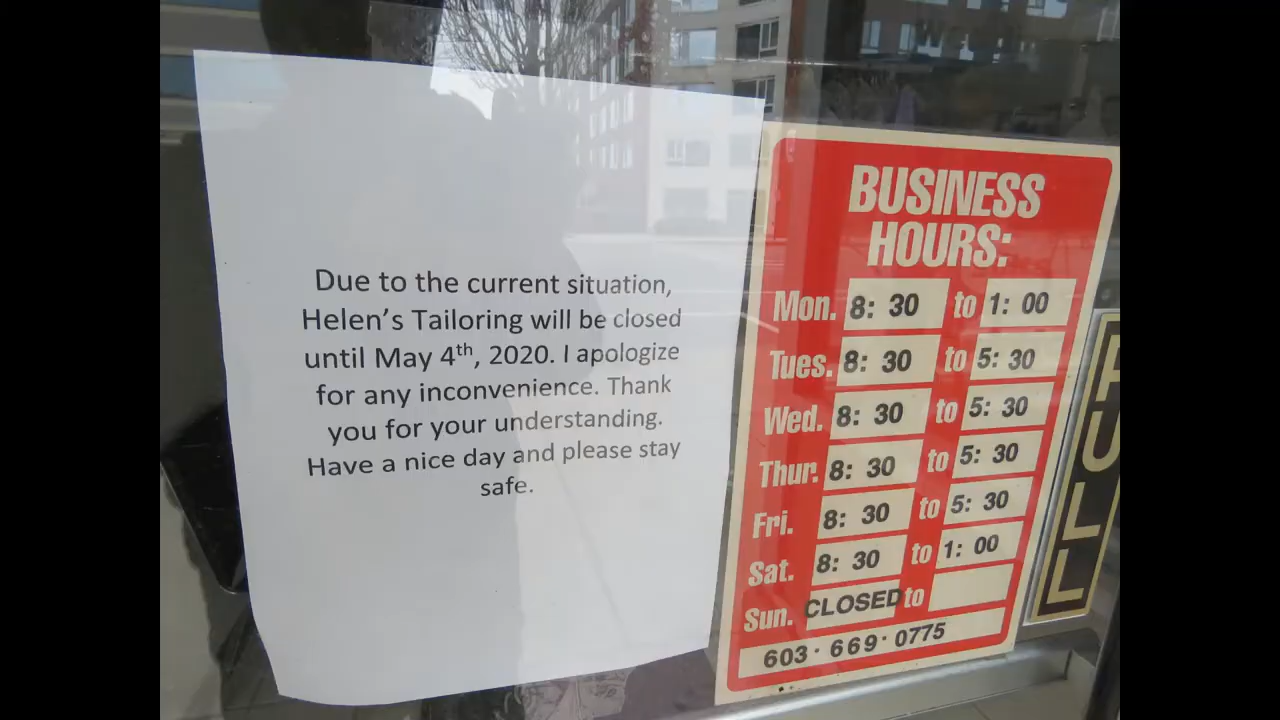 Due to the current situation,
Helen's Tailoring will be closed
until May 4th, 2020. I apologize
for any inconvenience. Thank
you for your understanding.
Have a nice day and please stay
safe.
BUSINESS
HOURS:
Mon. 8: 30 to 1: 00
Tues. 8: 30 to 5: 30
Wed. 8: 30 to 5: 30
Thur. 8: 30 to 5: 30
Fri. 8: 30 to 5: 30
Sat. 8: 30 to 1: 00
Sun. CLOSED to
603·669·0775
PULL